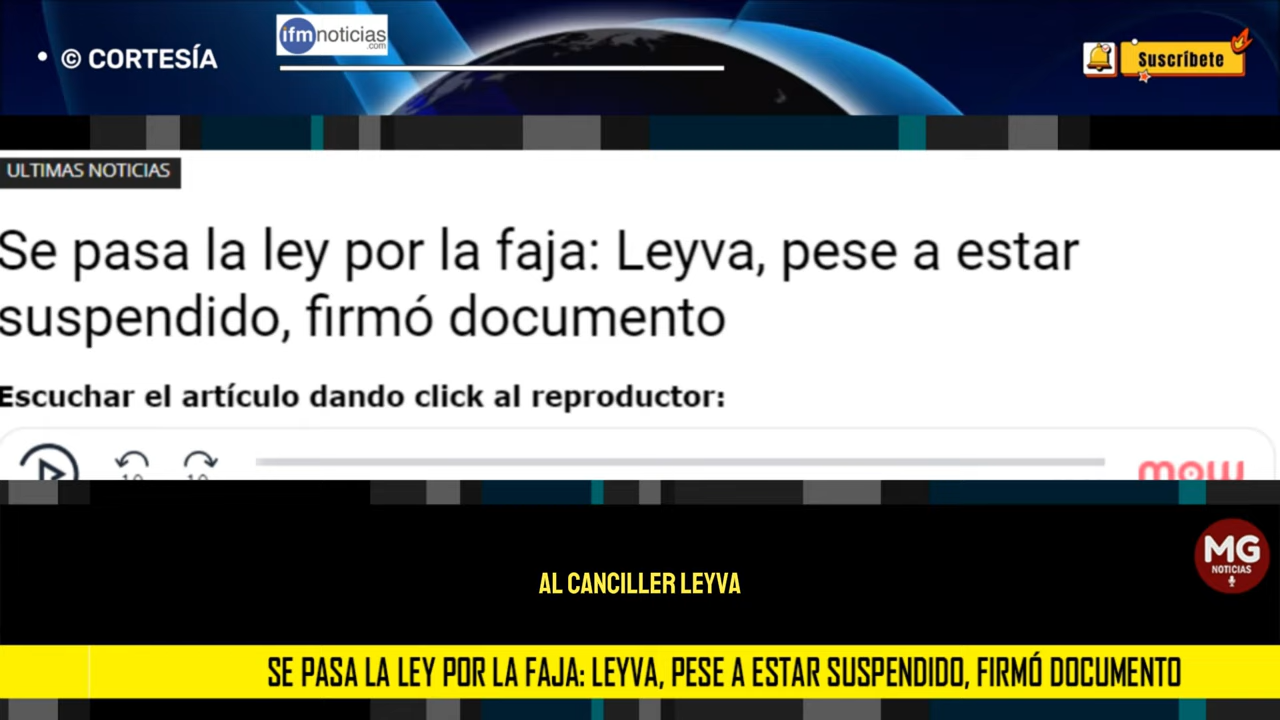 • © CORTESÍA
ifmnoticias
.com
Suscríbete
ULTIMAS NOTICIAS
Se pasa la ley por la faja: Leyva, pese a estar
suspendido, firmó documento
Escuchar el artículo dando click al reproductor:
AL CANCILLER LEYVA
MG
NOTICIAS
SE PASA LA LEY POR LA FAJA: LEYVA, PESE A ESTAR SUSPENDIDO, FIRMÓ DOCUMENTO